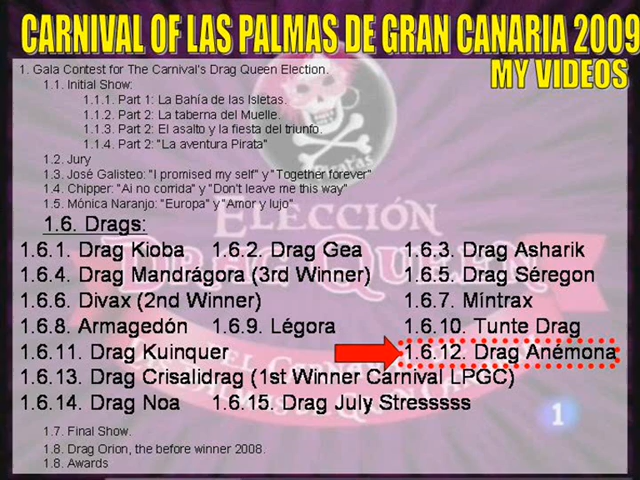 CARNIVAL OF LAS PALMAS DE GRAN CANARIA 2009
MY VIDEOS
1. Gala Contest for The Carnival's Drag Queen Election.
1.1. Initial Show:
1.1.1. Part 1: La Bahía de las Isletas.
1.1.2. Part 2: La taberna del Muelle.
1.1.3. Part 2: El asalto y la fiesta del triunfo.
1.1.4. Part 2: "La aventura Pirata"
1.2. Jury
1.3. José Galisteo: "I promised my self" y "Together forever"
1.4. Chipper: "Ai no corrida" y "Don't leave me this way"
1.5. Mónica Naranjo: "Europa" y "Amor y lujo"
1.6. Drags:
1.6.1. Drag Kioba 1.6.2. Drag Gea 1.6.3. Drag Asharik
1.6.4. Drag Mandrágora (3rd Winner) 1.6.5. Drag Séregon
1.6.6. Divax (2nd Winner) 1.6.7. Míntrax
1.6.8. Armagedón 1.6.9. Légora 1.6.10. Tunte Drag
1.6.11. Drag Kuinquer 1.6.12. Drag Anémona
1.6.13. Drag Crisalidrag (1st Winner Carnival LPGC)
1.6.14. Drag Noa 1.6.15. Drag July Stresssss
1.7. Final Show.
1.8. Drag Orion, the before winner 2008.
1.8. Awards
ELECCIÓN
DRAG QUEEN
1